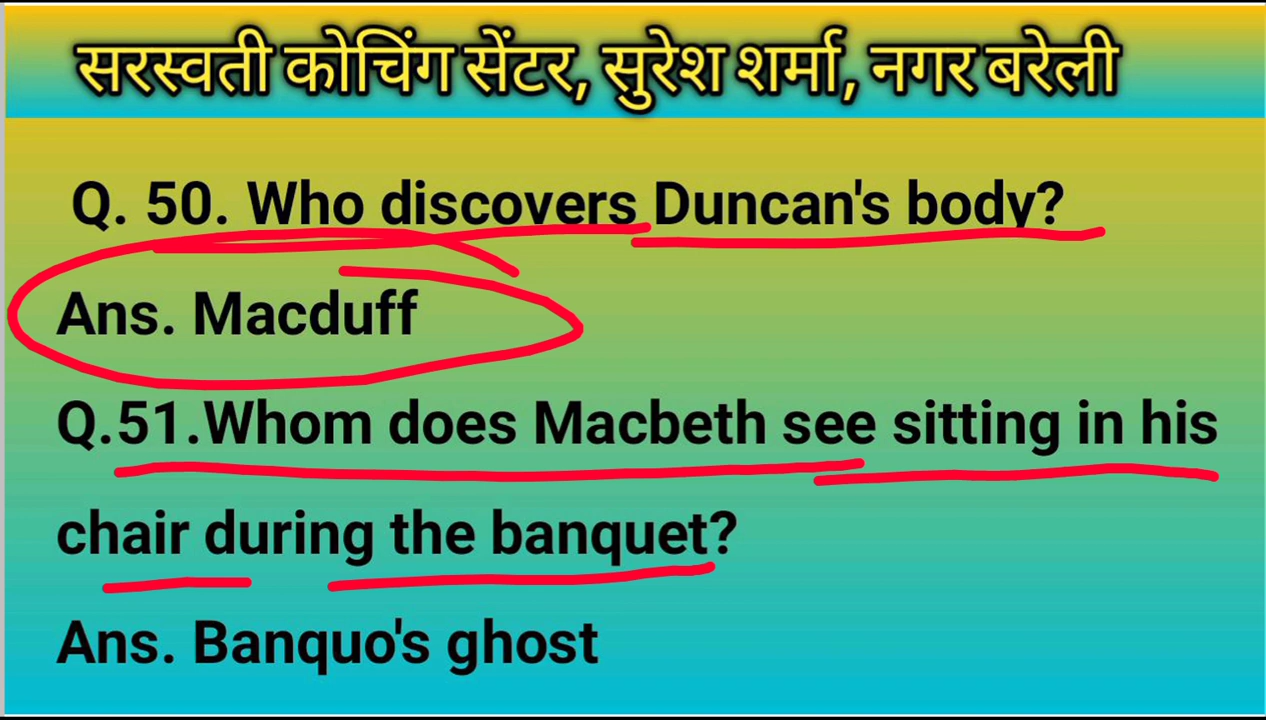 सरस्वती कोचिंग सेंटर, सुरेश शर्मा, नगर बरेली
Q. 50. Who discovers Duncan's body?
Ans. Macduff
Q.51.Whom does Macbeth see sitting in his
chair during the banquet?
Ans. Banquo's ghost